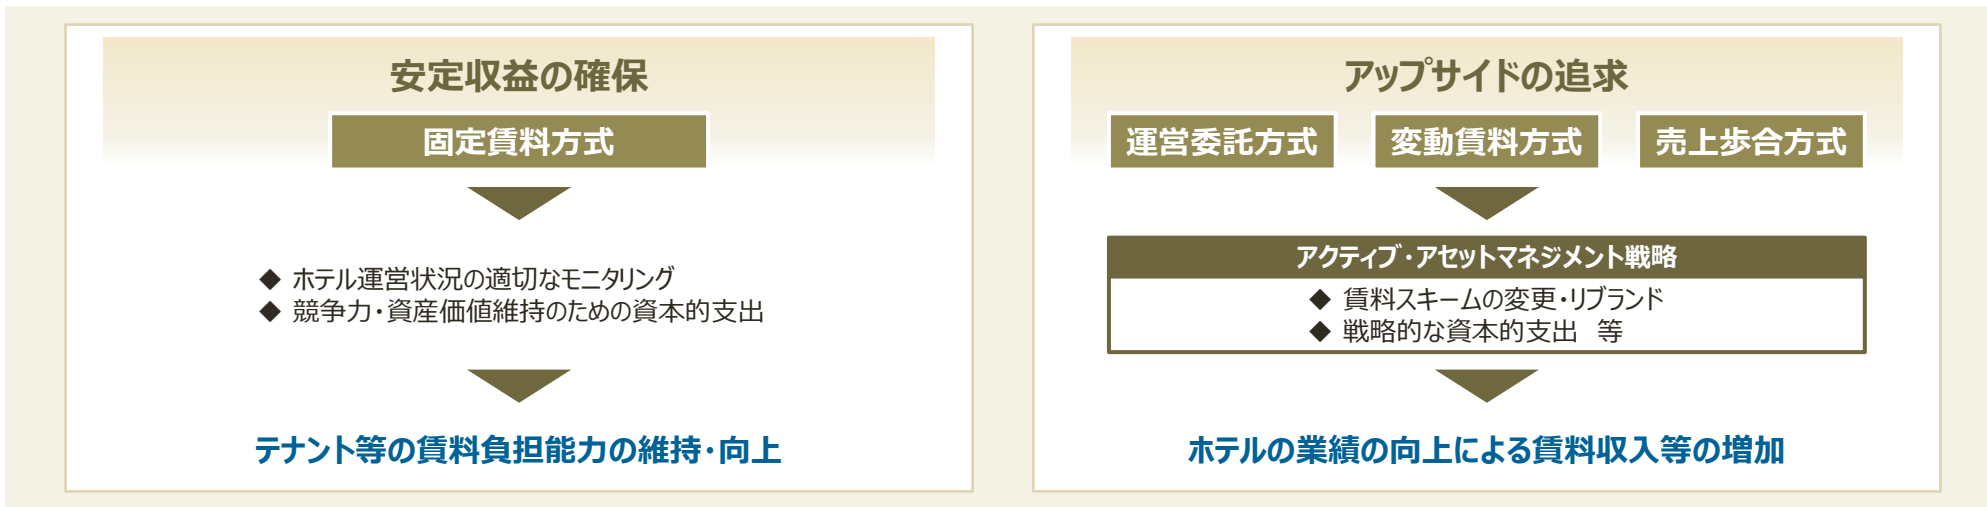 安定収益の確保
固定賃料方式
◆ ホテル運営状況の適切なモニタリング
◆ 競争力・資産価値維持のための資本的支出
テナント等の賃料負担能力の維持・向上
アップサイドの追求
運営委託方式 変動賃料方式 売上歩合方式
アクティブ・アセットマネジメント戦略
◆ 賃料スキームの変更・リブランド
◆ 戦略的な資本的支出 等
ホテルの業績の向上による賃料収入等の増加